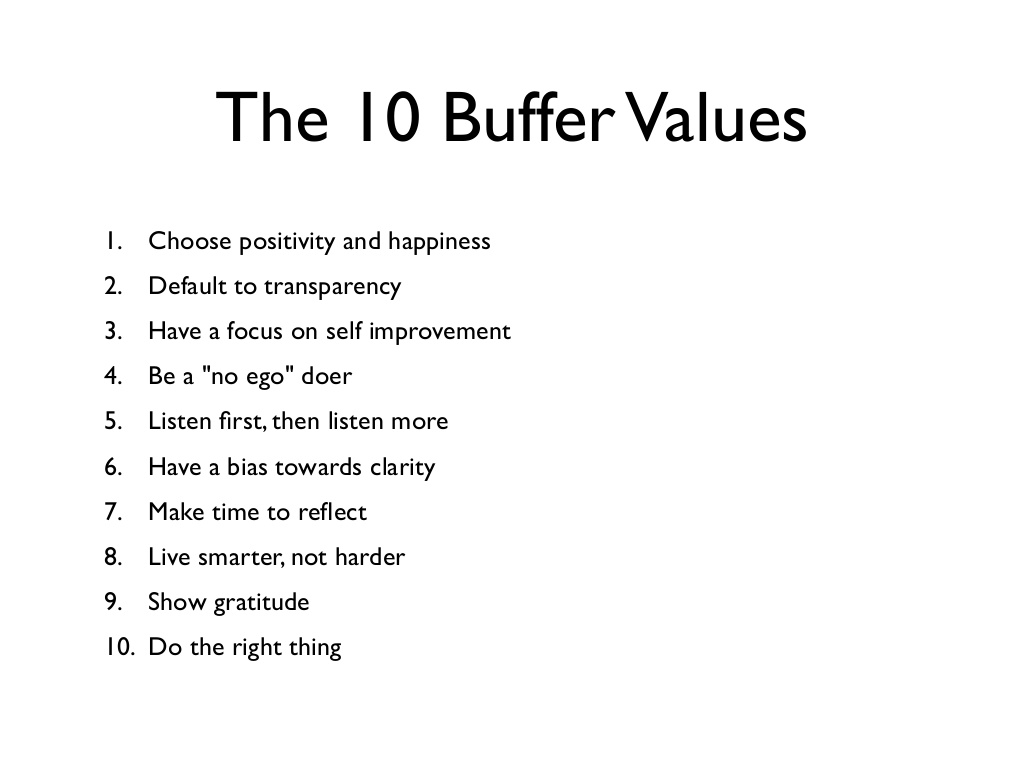 The 10 Buffer Values
1. Choose positivity and happiness
2. Default to transparency
3. Have a focus on self improvement
4. Be a "no ego" doer
5. Listen first, then listen more
6. Have a bias towards clarity
7. Make time to reflect
8. Live smarter, not harder
9. Show gratitude
10. Do the right thing